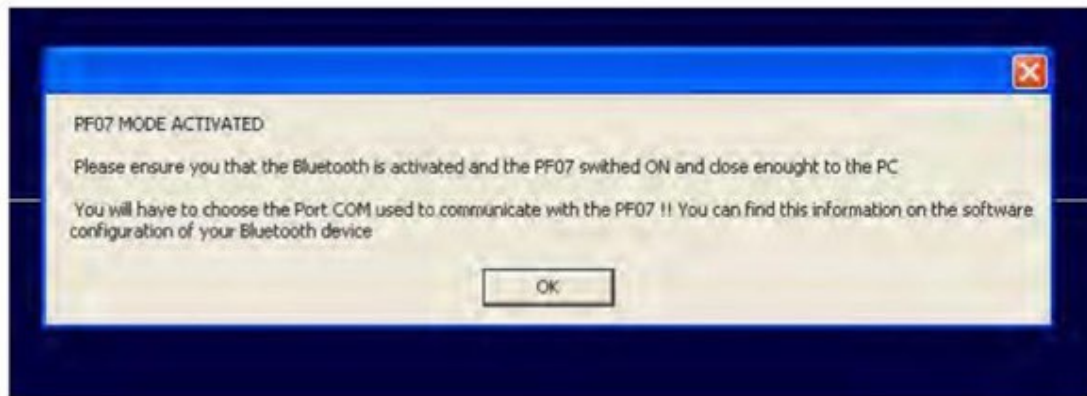 PF07 MODE ACTIVATED
Please ensure you that the Bluetooth is activated and the PF07 swithed ON and close enought to the PC
You will have to choose the Port COM used to communicate with the PF07 !! You can find this information on the software
configuration of your Bluetooth device
OK